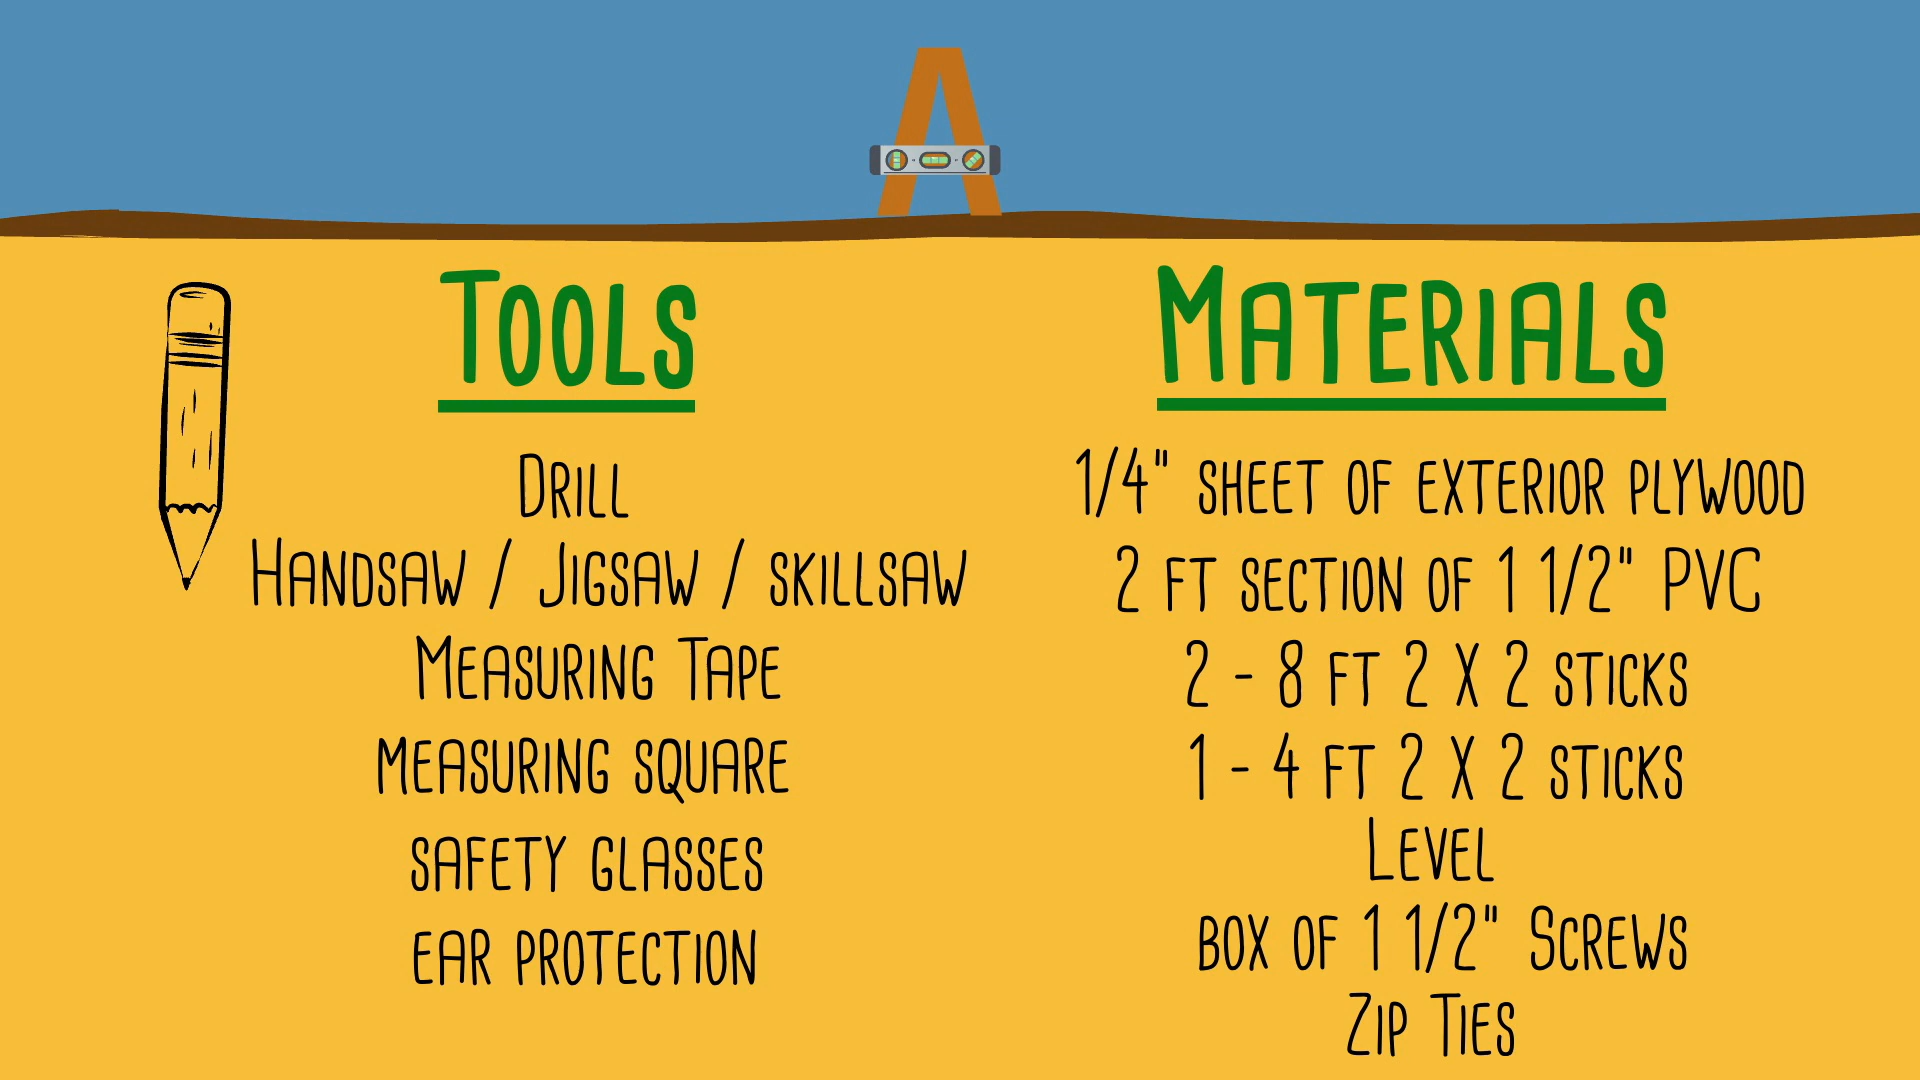 A
Tools
Drill
Handsaw / Jigsaw / skillsaw
Measuring Tape
measuring square
safety glasses
ear protection
Materials
1/4" sheet of exterior plywood
2 ft section of 1 1/2" PVC
2 - 8 ft 2 x 2 sticks
1 - 4 ft 2 x 2 sticks
Level
box of 1 1/2" Screws
Zip Ties